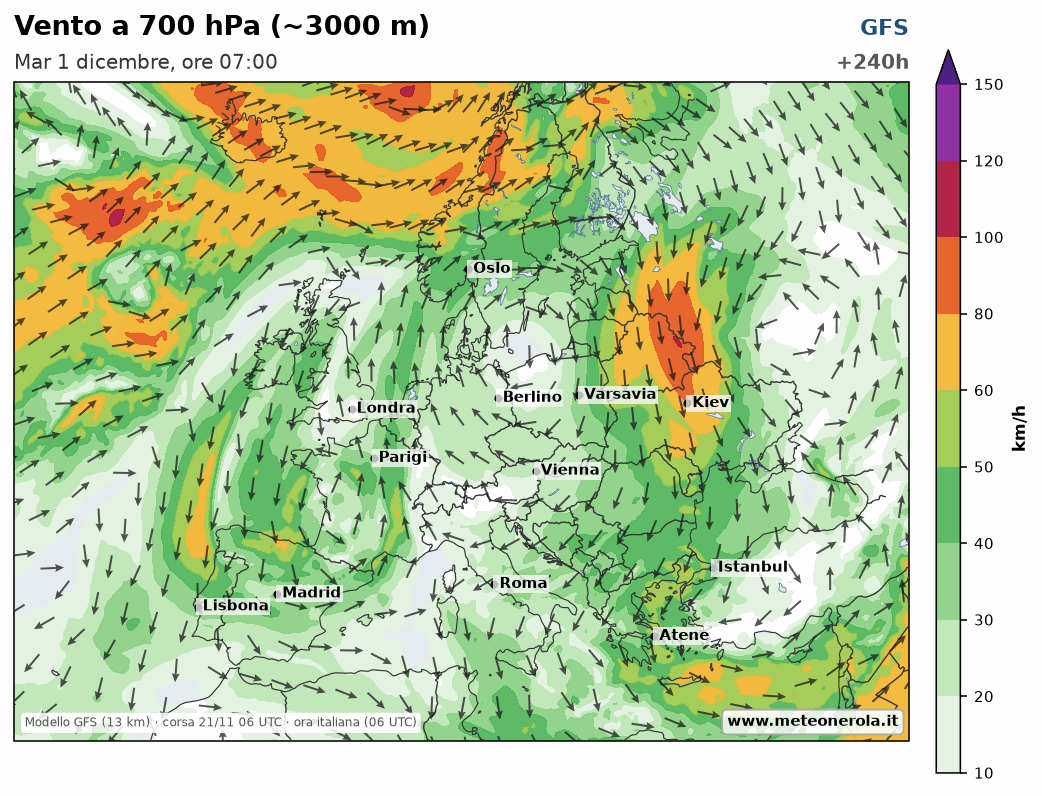 Vento a 700 hPa (~3000 m)
GFS
Mar 1 dicembre, ore 07:00
+240h
150
120
100
80
60
50
40
30
20
10
km/h
Oslo
Berlino
Varsavia
Kiev
Londra
Parigi
Vienna
Istanbul
Roma
Madrid
Lisbona
Atene
Modello GFS (13 km) · corsa 21/11 06 UTC · ora italiana (06 UTC)
www.meteonerola.it